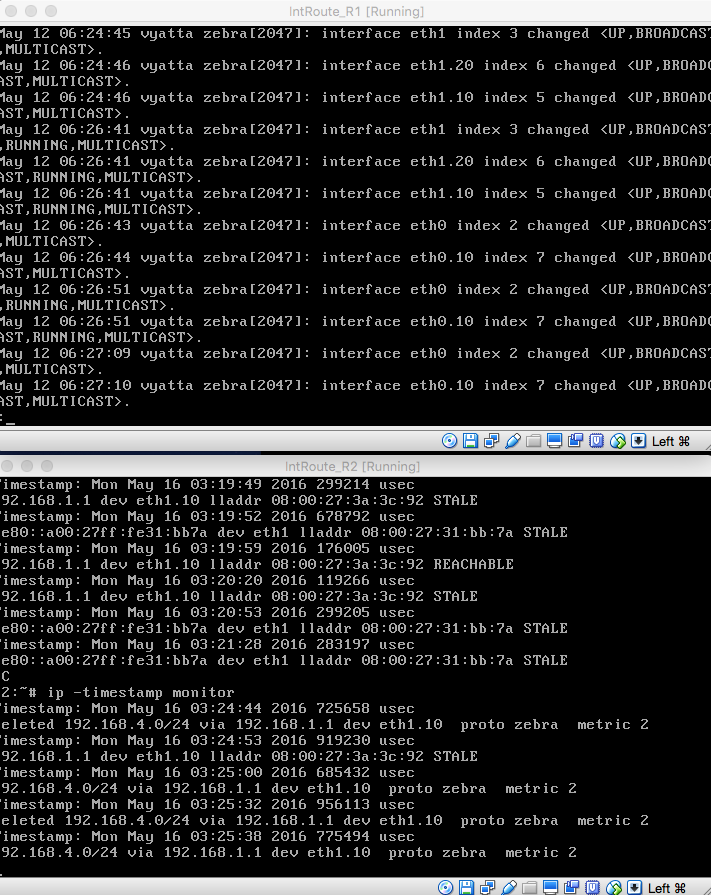 IntRoute_R1 [Running]
May 12 06:24:45 vyatta zebra[2047]: interface eth1 index 3 changed <UP,BROADCAST
,MULTICAST>.
May 12 06:24:46 vyatta zebra[2047]: interface eth1.20 index 6 changed <UP,BROADC
AST,MULTICAST>.
May 12 06:24:46 vyatta zebra[2047]: interface eth1.10 index 5 changed <UP,BROADC
AST,MULTICAST>.
May 12 06:26:41 vyatta zebra[2047]: interface eth1 index 3 changed <UP,BROADCAST
,RUNNING,MULTICAST>.
May 12 06:26:41 vyatta zebra[2047]: interface eth1.20 index 6 changed <UP,BROADC
AST,RUNNING,MULTICAST>.
May 12 06:26:41 vyatta zebra[2047]: interface eth1.10 index 5 changed <UP,BROADC
AST,RUNNING,MULTICAST>.
May 12 06:26:43 vyatta zebra[2047]: interface eth0 index 2 changed <UP,BROADCAST
,MULTICAST>.
May 12 06:26:44 vyatta zebra[2047]: interface eth0.10 index 7 changed <UP,BROADC
AST,MULTICAST>.
May 12 06:26:51 vyatta zebra[2047]: interface eth0 index 2 changed <UP,BROADCAST
,RUNNING,MULTICAST>.
May 12 06:26:51 vyatta zebra[2047]: interface eth0.10 index 7 changed <UP,BROADC
AST,RUNNING,MULTICAST>.
May 12 06:27:09 vyatta zebra[2047]: interface eth0 index 2 changed <UP,BROADCAST
,MULTICAST>.
May 12 06:27:10 vyatta zebra[2047]: interface eth0.10 index 7 changed <UP,BROADC
AST,MULTICAST>.
:_
Left ⌘
IntRoute_R2 [Running]
Timestamp: Mon May 16 03:19:49 2016 299214 usec
92.168.1.1 dev eth1.10 lladdr 08:00:27:3a:3c:92 STALE
Timestamp: Mon May 16 03:19:52 2016 678792 usec
e80::a00:27ff:fe31:bb7a dev eth1 lladdr 08:00:27:31:bb:7a STALE
Timestamp: Mon May 16 03:19:59 2016 176005 usec
92.168.1.1 dev eth1.10 lladdr 08:00:27:3a:3c:92 REACHABLE
Timestamp: Mon May 16 03:20:20 2016 119266 usec
92.168.1.1 dev eth1.10 lladdr 08:00:27:3a:3c:92 STALE
Timestamp: Mon May 16 03:20:53 2016 299205 usec
e80::a00:27ff:fe31:bb7a dev eth1 lladdr 08:00:27:31:bb:7a STALE
Timestamp: Mon May 16 03:21:28 2016 283197 usec
e80::a00:27ff:fe31:bb7a dev eth1 lladdr 08:00:27:31:bb:7a STALE
C
2:~# ip -timestamp monitor
Timestamp: Mon May 16 03:24:44 2016 725658 usec
eleted 192.168.4.0/24 via 192.168.1.1 dev eth1.10  proto zebra  metric 2
Timestamp: Mon May 16 03:24:53 2016 919230 usec
92.168.1.1 dev eth1.10 lladdr 08:00:27:3a:3c:92 STALE
Timestamp: Mon May 16 03:25:00 2016 685432 usec
92.168.4.0/24 via 192.168.1.1 dev eth1.10  proto zebra  metric 2
Timestamp: Mon May 16 03:25:32 2016 956113 usec
eleted 192.168.4.0/24 via 192.168.1.1 dev eth1.10  proto zebra  metric 2
Timestamp: Mon May 16 03:25:38 2016 775494 usec
92.168.4.0/24 via 192.168.1.1 dev eth1.10  proto zebra  metric 2
Left ⌘